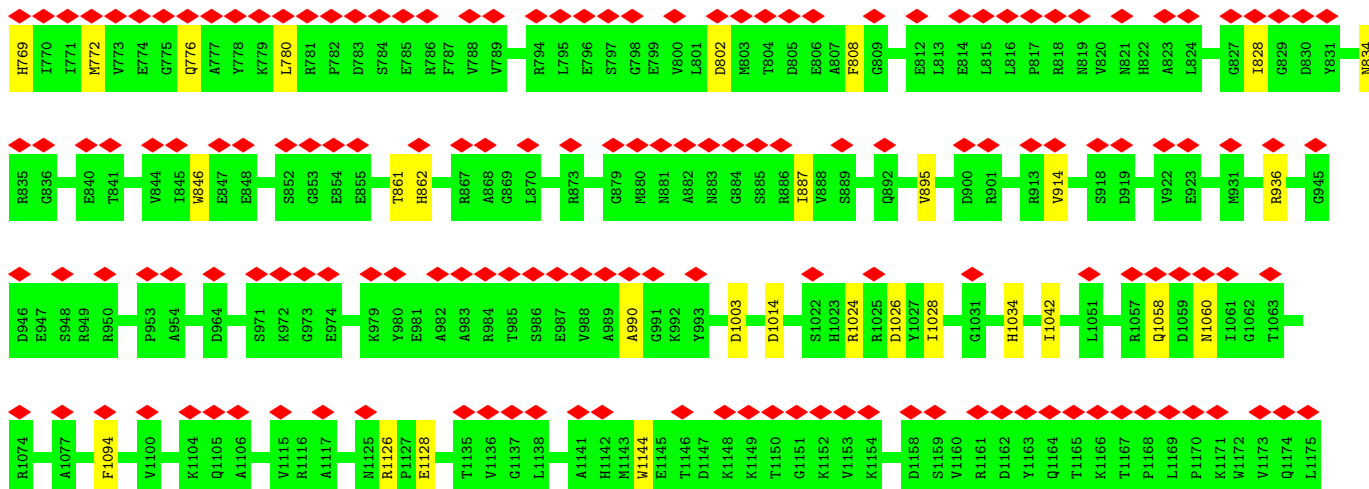 H769 I770 I771 M772 V773 E774 G775 Q776 A777 Y778 K779 L780 R781 P782 D783 S784 E785 R786 F787 V788 V789 R794 L795 E796 S797 G798 E799 V800 L801 D802 M803 T804 D805 E806 A807 F808 G809 E812 L813 E814 L815 L816 P817 R818 N819 V820 N821 H822 A823 L824 G827 I828 G829 D830 Y831 N834
R835 G836 E840 T841 V844 I845 W846 E847 E848 S852 G853 E854 E855 T861 H862 R867 A868 G869 L870 R873 G879 M880 N881 A882 N883 G884 S885 R886 I887 V888 S889 Q892 V895 D900 R901 R913 V914 S918 D919 V922 E923 M931 R936 G945
D946 E947 S948 R949 R950 P953 A954 D964 S971 K972 G973 E974 K979 Y980 E981 A982 A983 R984 T985 S986 E987 V988 A989 A990 G991 K992 Y993 D1003 D1014 S1022 H1023 R1024 R1025 D1026 Y1027 I1028 G1031 H1034 I1042 L1051 R1057 Q1058 D1059 N1060 I1061 G1062 T1063
R1074 A1077 F1094 V1100 K1104 Q1105 A1106 V1115 R1116 A1117 N1125 R1126 P1127 E1128 T1135 V1136 G1137 L1138 A1141 H1142 M1143 W1144 E1145 T1146 D1147 K1148 K1149 T1150 G1151 K1152 V1153 K1154 D1158 S1159 V1160 R1161 D1162 Y1163 Q1164 T1165 K1166 T1167 P1168 L1169 P1170 K1171 W1172 V1173 Q1174 L1175